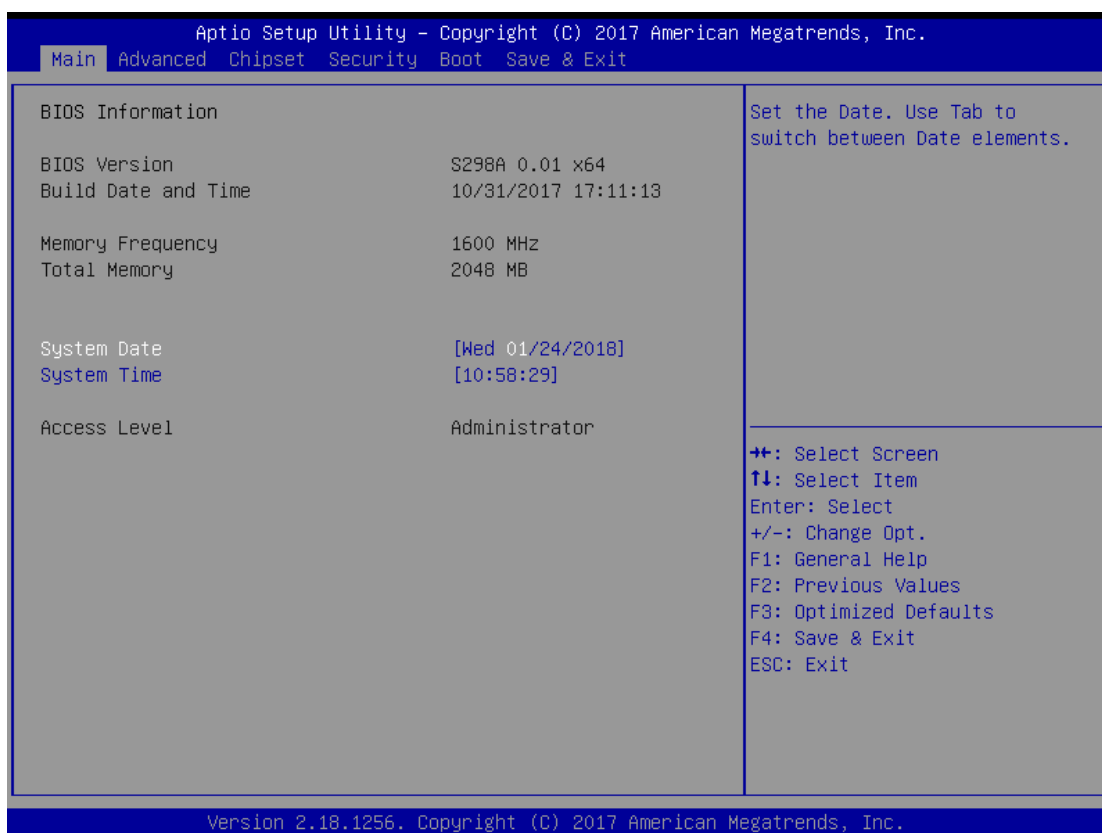 Aptio Setup Utility – Copyright (C) 2017 American Megatrends, Inc.
Main Advanced Chipset Security Boot Save & Exit
BIOS Information
BIOS Version S298A 0.01 x64
Build Date and Time 10/31/2017 17:11:13
Memory Frequency 1600 MHz
Total Memory 2048 MB
System Date [Wed 01/24/2018]
System Time [10:58:29]
Access Level Administrator
Set the Date. Use Tab to
switch between Date elements.
→←: Select Screen
↑↓: Select Item
Enter: Select
+/-: Change Opt.
F1: General Help
F2: Previous Values
F3: Optimized Defaults
F4: Save & Exit
ESC: Exit
Version 2.18.1256. Copyright (C) 2017 American Megatrends, Inc.